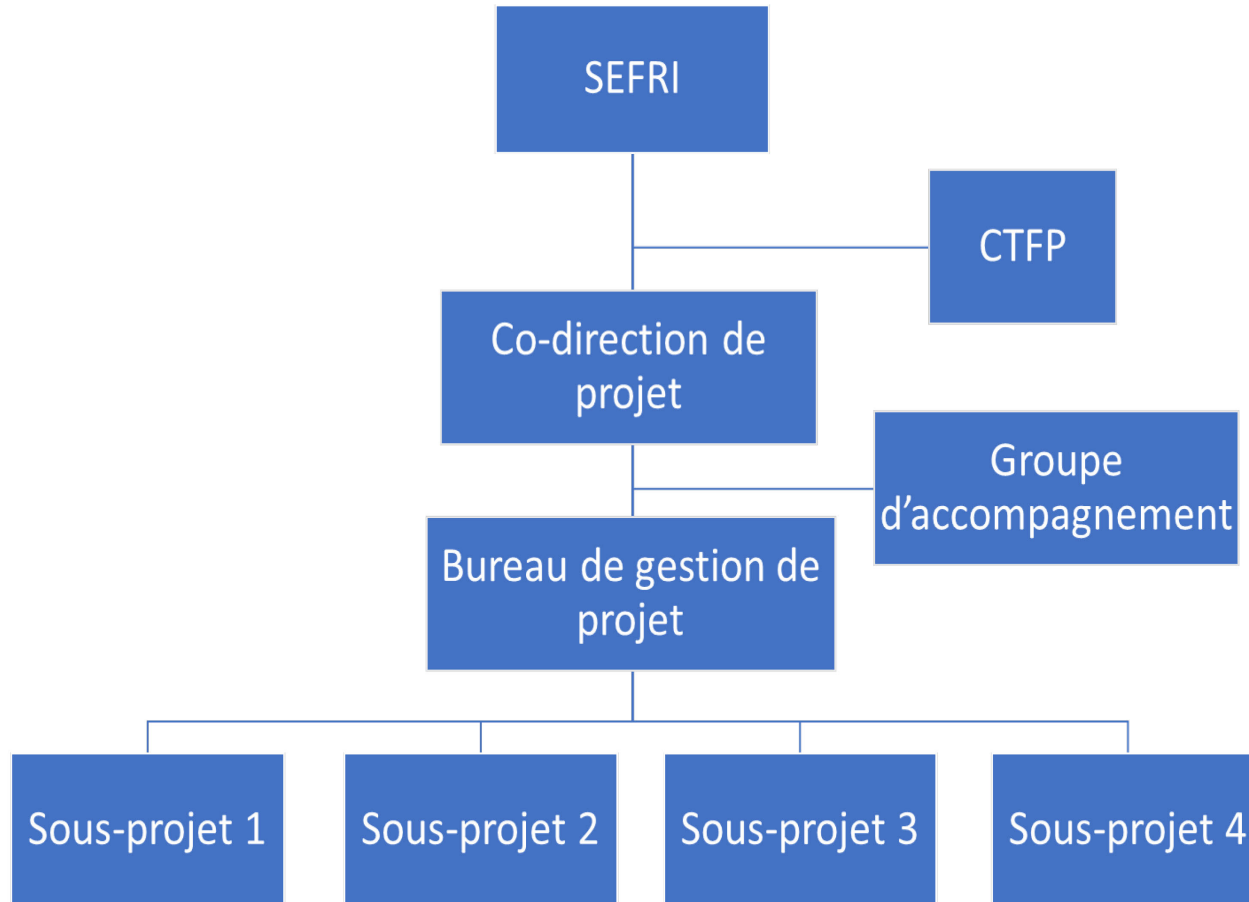 SEFRI
CTFP
Co-direction de
projet
Groupe
d’accompagnement
Bureau de gestion de
projet
Sous-projet 1
Sous-projet 2
Sous-projet 3
Sous-projet 4